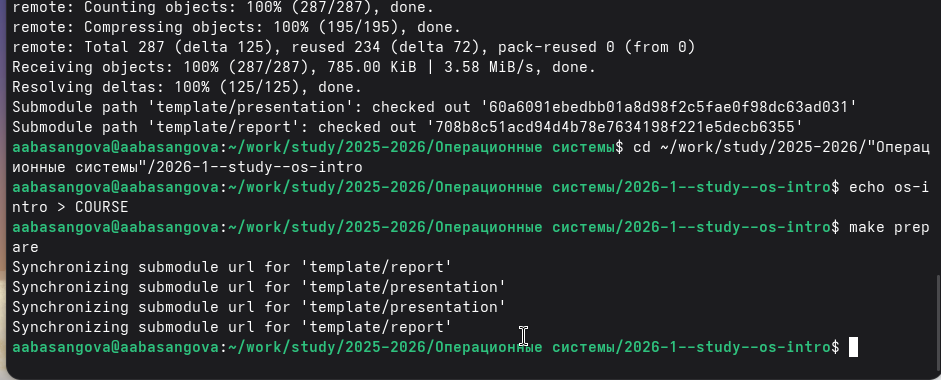 remote: Counting objects: 100% (287/287), done.
remote: Compressing objects: 100% (195/195), done.
remote: Total 287 (delta 125), reused 234 (delta 72), pack-reused 0 (from 0)
Receiving objects: 100% (287/287), 785.00 KiB | 3.58 MiB/s, done.
Resolving deltas: 100% (125/125), done.
Submodule path 'template/presentation': checked out '60a6091ebedbb01a8d98f2c5fae0f98dc63ad031'
Submodule path 'template/report': checked out '708b8c51acd94d4b78e7634198f221e5decb6355'
aabasangova@aabasangova:~/work/study/2025-2026/Операционные системы$ cd ~/work/study/2025-2026/"Операц
ионные системы"/2026-1--study--os-intro
aabasangova@aabasangova:~/work/study/2025-2026/Операционные системы/2026-1--study--os-intro$ echo os-i
ntro > COURSE
aabasangova@aabasangova:~/work/study/2025-2026/Операционные системы/2026-1--study--os-intro$ make prep
are
Synchronizing submodule url for 'template/report'
Synchronizing submodule url for 'template/presentation'
Synchronizing submodule url for 'template/presentation'
Synchronizing submodule url for 'template/report'
aabasangova@aabasangova:~/work/study/2025-2026/Операционные системы/2026-1--study--os-intro$